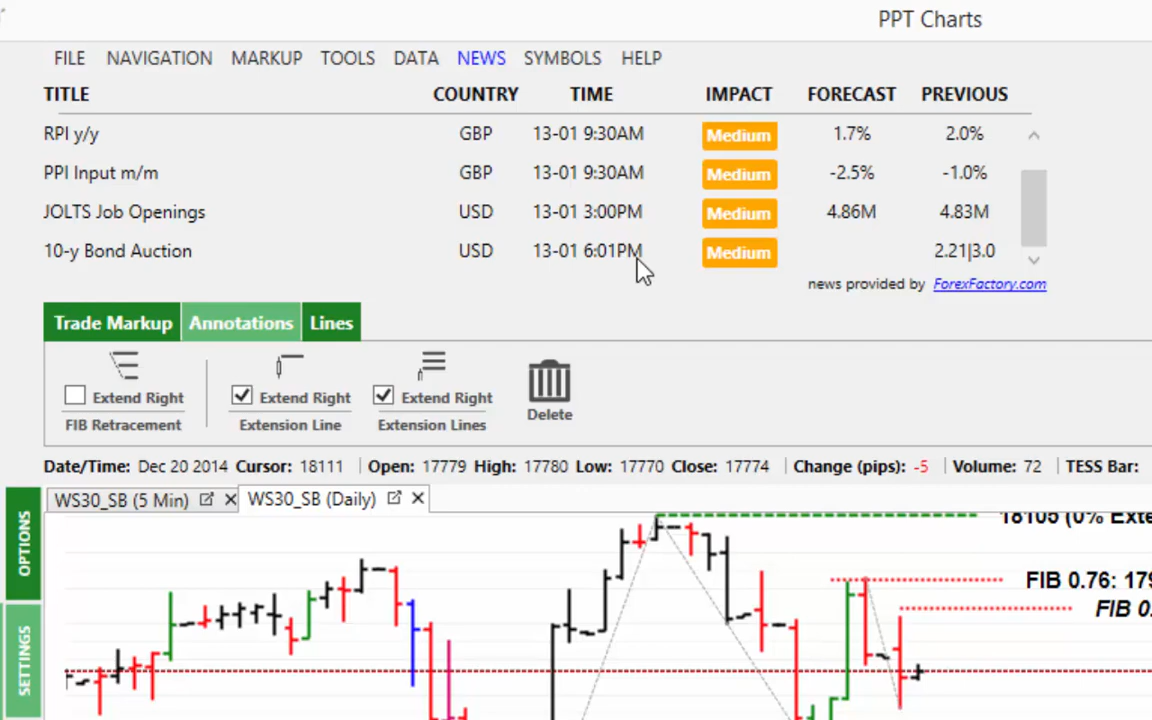 PPT Charts
FILE NAVIGATION MARKUP TOOLS DATA NEWS SYMBOLS HELP
TITLE COUNTRY TIME IMPACT FORECAST PREVIOUS
RPI y/y GBP 13-01 9:30AM Medium 1.7% 2.0%
PPI Input m/m GBP 13-01 9:30AM Medium -2.5% -1.0%
JOLTS Job Openings USD 13-01 3:00PM Medium 4.86M 4.83M
10-y Bond Auction USD 13-01 6:01PM Medium 2.21|3.0
news provided by ForexFactory.com
Trade Markup Annotations Lines
Extend Right Extend Right Extend Right
FIB Retracement Extension Line Extension Lines Delete
Date/Time: Dec 20 2014 Cursor: 18111 Open: 17779 High: 17780 Low: 17770 Close: 17774 Change (pips): -5 Volume: 72 TESS Bar:
WS30_SB (5 Min) WS30_SB (Daily)
OPTIONS
SETTINGS
18105 (0% Exte
FIB 0.76: 179
FIB 0.